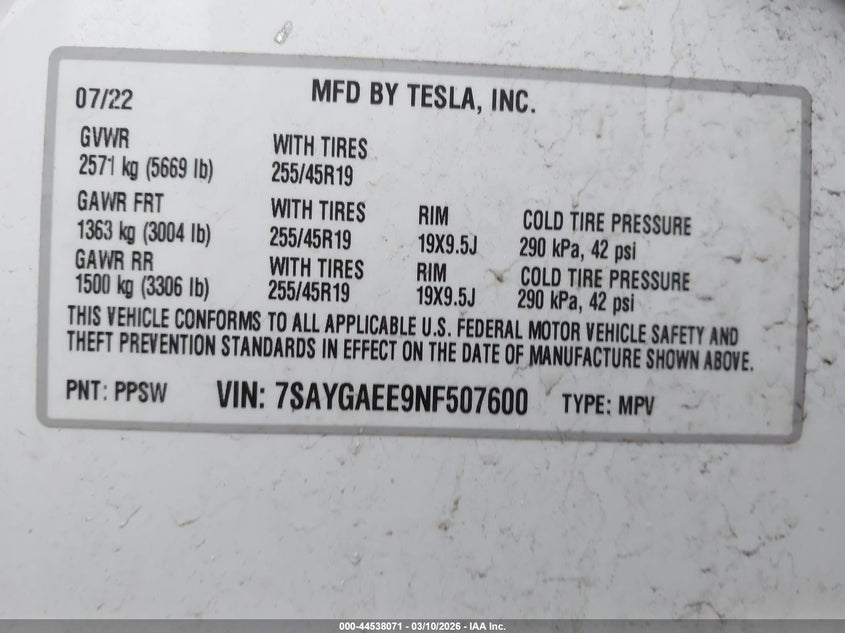 07/22 MFD BY TESLA, INC.
GVWR
2571 kg (5669 lb)
WITH TIRES
255/45R19
GAWR FRT
1363 kg (3004 lb)
WITH TIRES
255/45R19
RIM
19X9.5J
COLD TIRE PRESSURE
290 kPa, 42 psi
GAWR RR
1500 kg (3306 lb)
WITH TIRES
255/45R19
RIM
19X9.5J
COLD TIRE PRESSURE
290 kPa, 42 psi
THIS VEHICLE CONFORMS TO ALL APPLICABLE U.S. FEDERAL MOTOR VEHICLE SAFETY AND
THEFT PREVENTION STANDARDS IN EFFECT ON THE DATE OF MANUFACTURE SHOWN ABOVE.
PNT: PPSW VIN: 7SAYGAEE9NF507600 TYPE: MPV
000-44538071 — 03/10/2026 — IAA Inc.